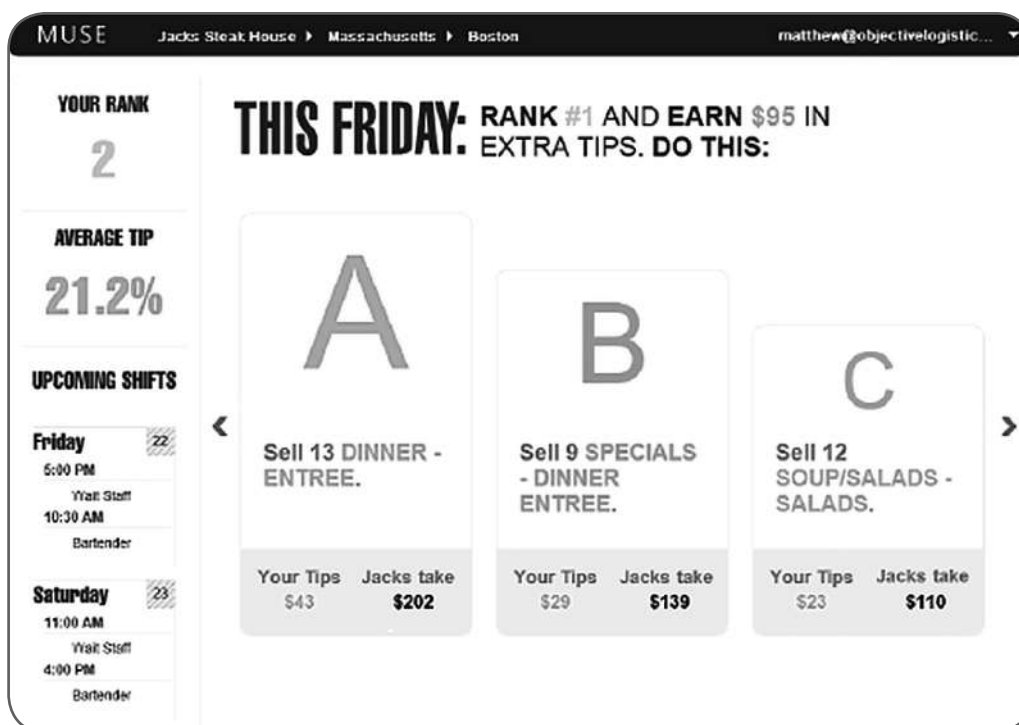 MUSE Jacks Steak House Massachusetts Boston matthew@objectivelogistic...
YOUR RANK
2
AVERAGE TIP
21.2%
UPCOMING SHIFTS
Friday 22
5:00 PM
Wait Staff
10:30 AM
Bartender
Saturday 23
11:00 AM
Wait Staff
4:00 PM
Bartender
THIS FRIDAY: RANK #1 AND EARN $95 IN
EXTRA TIPS. DO THIS:
A
Sell 13 DINNER -
ENTREE.
Your Tips Jacks take
$43 $202
B
Sell 9 SPECIALS
- DINNER
ENTREE.
Your Tips Jacks take
$29 $139
C
Sell 12
SOUP/SALADS -
SALADS.
Your Tips Jacks take
$23 $110